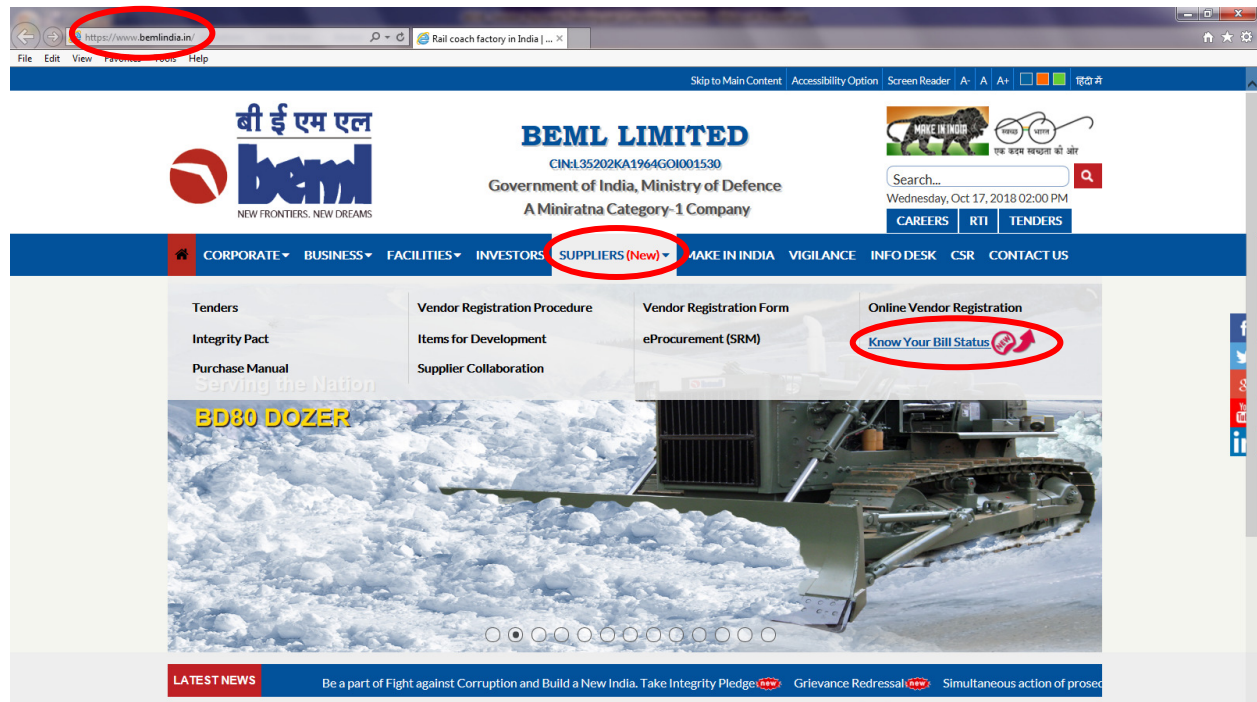 https://www.bemlindia.in/
Rail coach factory in India | ...
File Edit View Favorites Tools Help
Skip to Main Content Accessibility Option Screen Reader A- A A+ हिंदी में
बी ई एम एल
beml
NEW FRONTIERS. NEW DREAMS
BEML LIMITED
CIN:L35202KA1964GOI001530
Government of India, Ministry of Defence
A Miniratna Category-1 Company
MAKE IN INDIA
स्वच्छ भारत
एक कदम स्वच्छता की ओर
Search...
Wednesday, Oct 17, 2018 02:00 PM
CAREERS RTI TENDERS
CORPORATE BUSINESS FACILITIES INVESTORS SUPPLIERS (New) MAKE IN INDIA VIGILANCE INFO DESK CSR CONTACT US
Tenders Vendor Registration Procedure Vendor Registration Form Online Vendor Registration
Integrity Pact Items for Development eProcurement (SRM) Know Your Bill Status NEW
Purchase Manual Supplier Collaboration
Serving the Nation
BD80 DOZER
LATEST NEWS Be a part of Fight against Corruption and Build a New India. Take Integrity Pledge new Grievance Redressal new Simultaneous action of prosec